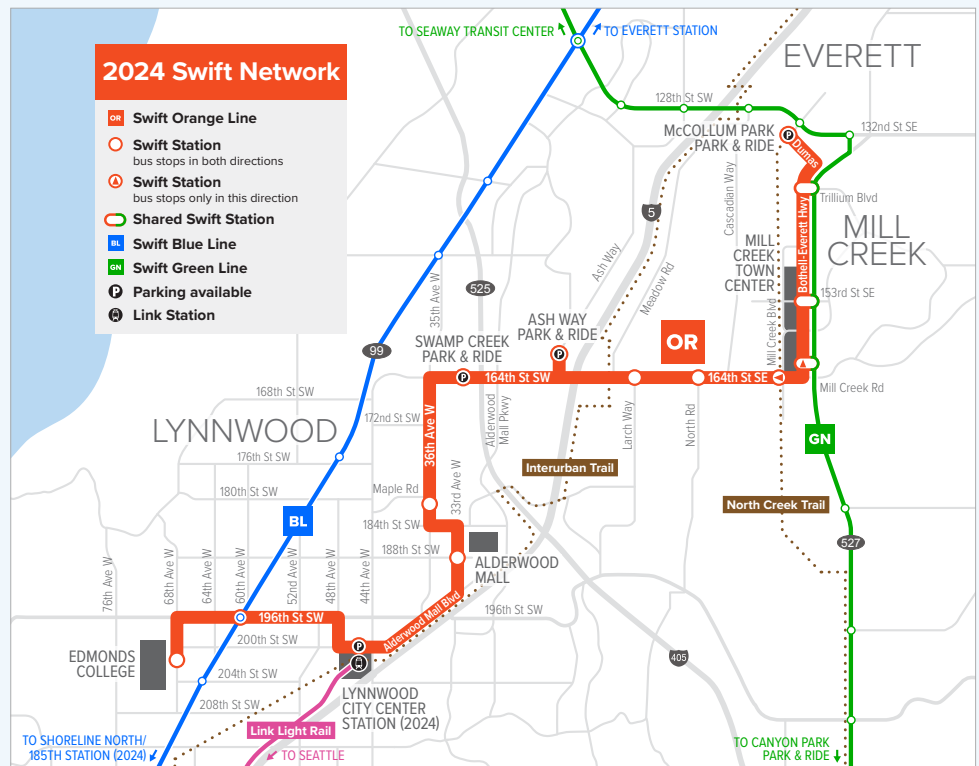 TO SEAWAY TRANSIT CENTER
TO EVERETT STATION
EVERETT
2024 Swift Network
OR Swift Orange Line
Swift Station
bus stops in both directions
Swift Station
bus stops only in this direction
Shared Swift Station
BL Swift Blue Line
GN Swift Green Line
P Parking available
Link Station
128th St SW
132nd St SE
McCOLLUM PARK
PARK & RIDE
P
Dumas
Trillium Blvd
Cascadian Way
5
Bothell-Everett Hwy
MILL
CREEK
MILL
CREEK
TOWN
CENTER
Ash Way
Meadow Rd
153rd St SE
Mill Creek Blvd
525
35th Ave W
99
SWAMP CREEK
PARK & RIDE
ASH WAY
PARK & RIDE
P
OR
P
164th St SW
164th St SE
Mill Creek Rd
168th St SW
172nd St SW
LYNNWOOD
36th Ave W
Alderwood
Mall Pkwy
Larch Way
North Rd
GN
176th St SW
Interurban Trail
180th St SW
Maple Rd
33rd Ave W
North Creek Trail
BL
184th St SW
527
188th St SW
ALDERWOOD
MALL
76th Ave W
68th Ave W
64th Ave W
60th Ave W
52nd Ave W
48th Ave W
44th Ave W
196th St SW
Alderwood Mall Blvd
196th St SW
200th St SW
P
EDMONDS
COLLEGE
405
204th St SW
208th St SW
LYNNWOOD
CITY CENTER
STATION (2024)
Link Light Rail
TO SHORELINE NORTH/
185TH STATION (2024)
TO SEATTLE
TO CANYON PARK
PARK & RIDE